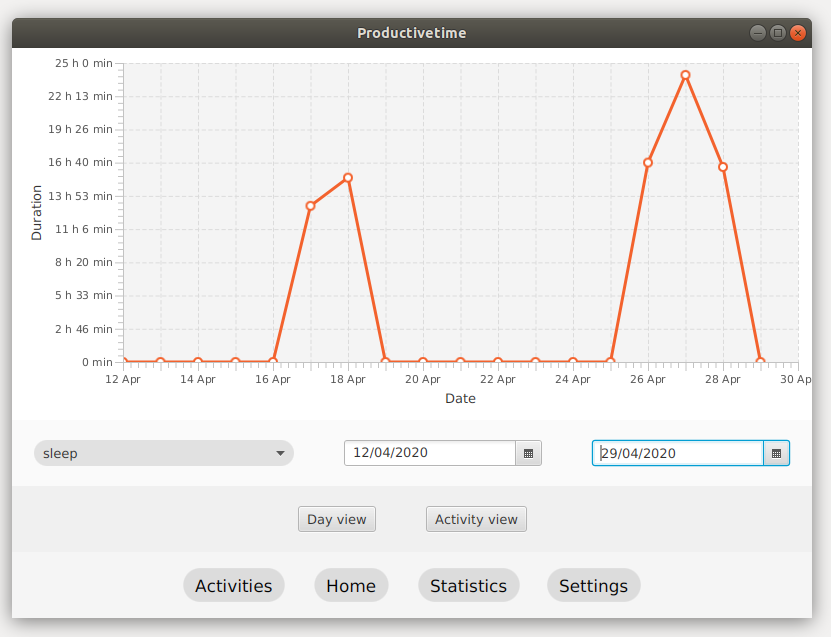 Productivetime
25 h 0 min
22 h 13 min
19 h 26 min
16 h 40 min
13 h 53 min
11 h 6 min
8 h 20 min
5 h 33 min
2 h 46 min
0 min
Duration
12 Apr 14 Apr 16 Apr 18 Apr 20 Apr 22 Apr 24 Apr 26 Apr 28 Apr 30 Ap
Date
sleep 12/04/2020 29/04/2020
Day view Activity view
Activities Home Statistics Settings